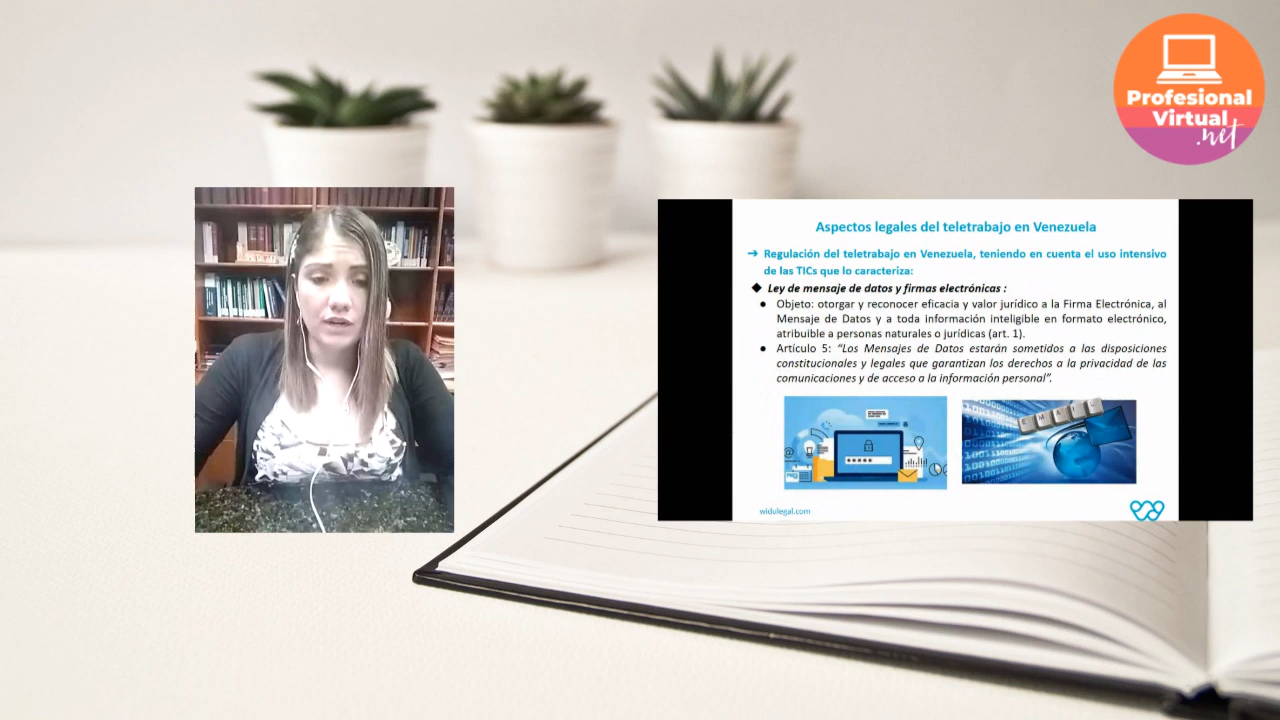 Profesional
Virtual
.net
Aspectos legales del teletrabajo en Venezuela
➔ Regulación del teletrabajo en Venezuela, teniendo en cuenta el uso intensivo
de las TICs que lo caracteriza:
◆ Ley de mensaje de datos y firmas electrónicas :
● Objeto: otorgar y reconocer eficacia y valor jurídico a la Firma Electrónica, al
Mensaje de Datos y a toda información inteligible en formato electrónico,
atribuible a personas naturales o jurídicas (art. 1).
● Artículo 5: “Los Mensajes de Datos estarán sometidos a las disposiciones
constitucionales y legales que garantizan los derechos a la privacidad de las
comunicaciones y de acceso a la información personal”.
widulegal.com